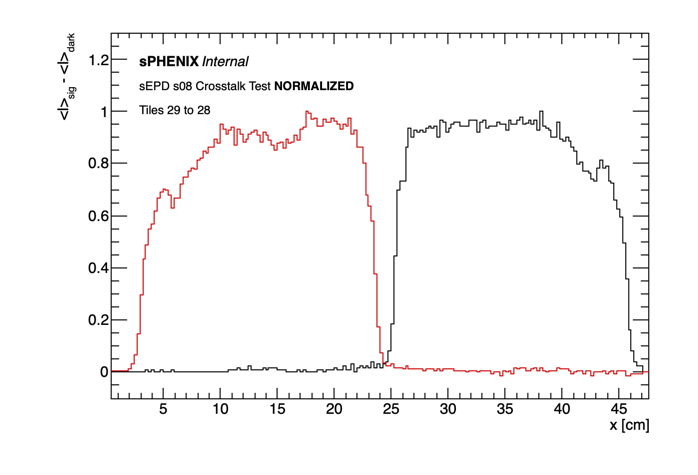 <I>sig - <I>dark
1.2
sPHENIX Internal
sEPD s08 Crosstalk Test NORMALIZED
Tiles 29 to 28
1
0.8
0.6
0.4
0.2
0
5 10 15 20 25 30 35 40 45
x [cm]